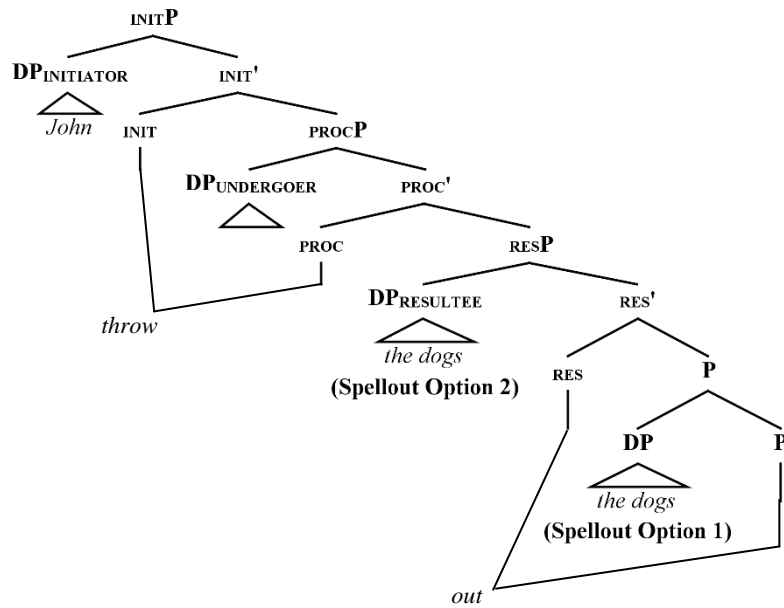 INITP
DPINITIATOR INIT'
John INIT PROCP
DPUNDERGOER PROC'
PROC RESP
throw DPRESULTEE RES'
the dogs RES P
(Spellout Option 2)
DP P
the dogs
(Spellout Option 1)
out